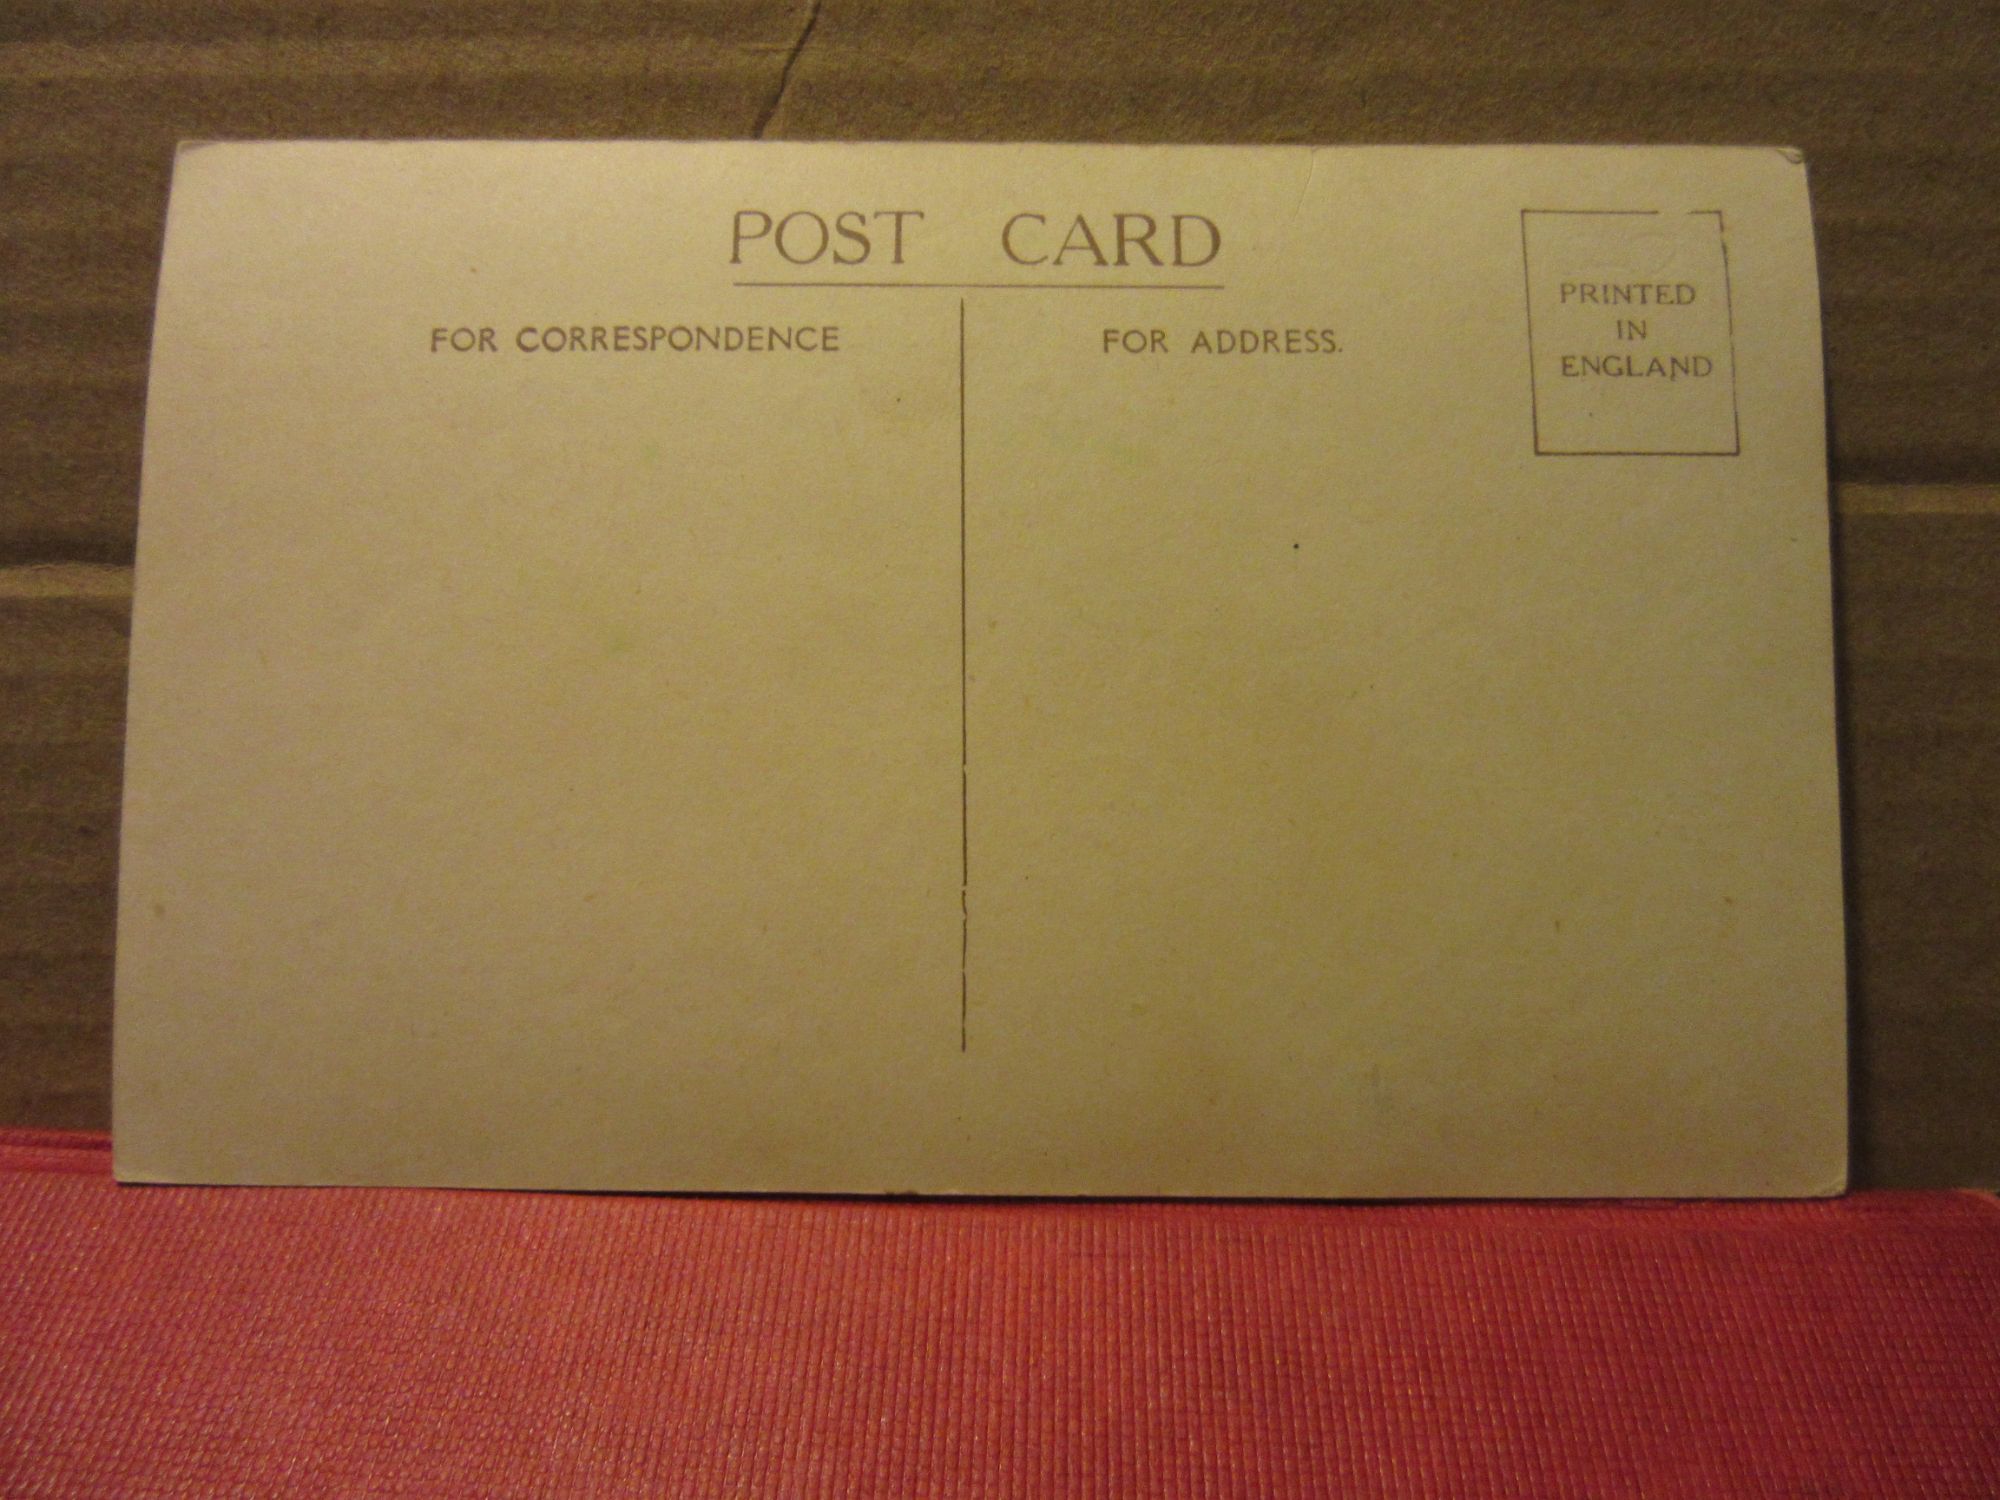 POST CARD
FOR CORRESPONDENCE
FOR ADDRESS.
PRINTED
IN
ENGLAND